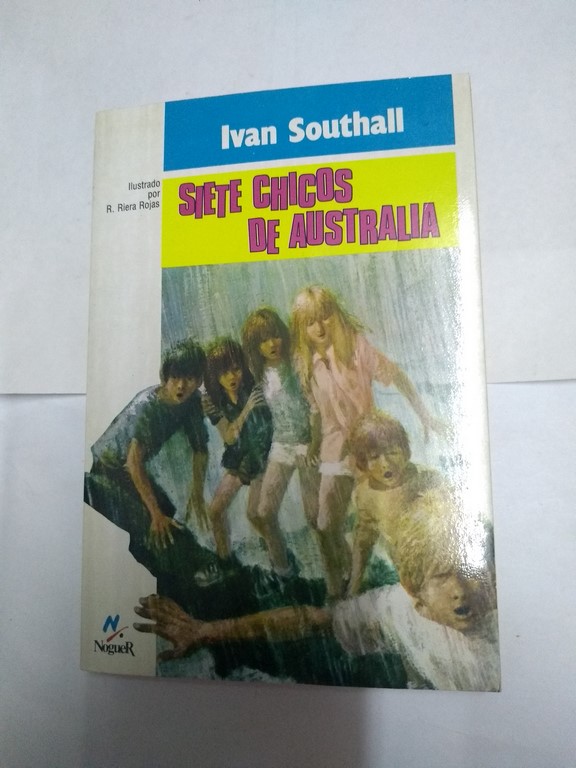 Ivan Southall
Ilustrado
por
R. Riera Rojas
SIETE CHICOS
DE AUSTRALIA
N
NogueR